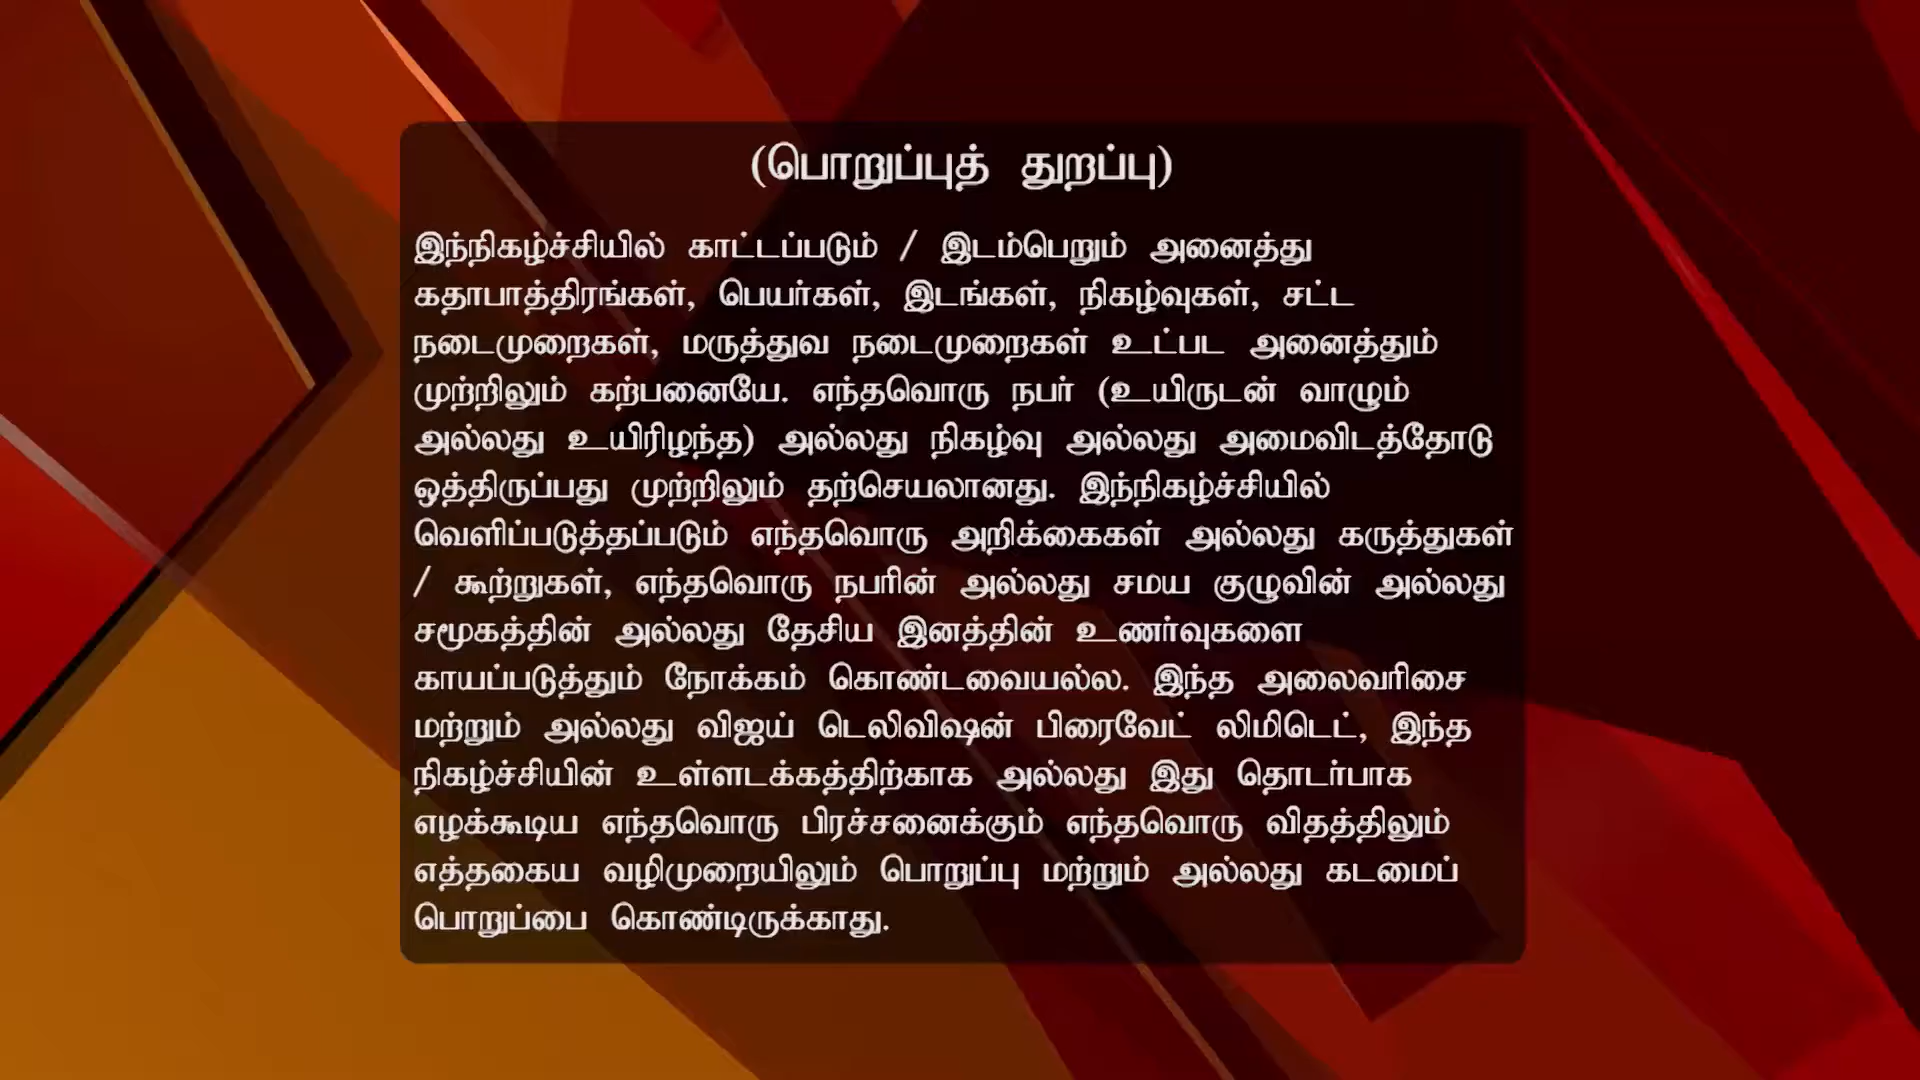 (பொறுப்புத் துறப்பு)
இந்நிகழ்ச்சியில் காட்டப்படும் / இடம்பெறும் அனைத்து
கதாபாத்திரங்கள், பெயர்கள், இடங்கள், நிகழ்வுகள், சட்ட
நடைமுறைகள், மருத்துவ நடைமுறைகள் உட்பட அனைத்தும்
முற்றிலும் கற்பனையே. எந்தவொரு நபர் (உயிருடன் வாழும்
அல்லது உயிரிழந்த) அல்லது நிகழ்வு அல்லது அமைவிடத்தோடு
ஒத்திருப்பது முற்றிலும் தற்செயலானது. இந்நிகழ்ச்சியில்
வெளிப்படுத்தப்படும் எந்தவொரு அறிக்கைகள் அல்லது கருத்துகள்
/ கூற்றுகள், எந்தவொரு நபரின் அல்லது சமய குழுவின் அல்லது
சமூகத்தின் அல்லது தேசிய இனத்தின் உணர்வுகளை
காயப்படுத்தும் நோக்கம் கொண்டவையல்ல. இந்த அலைவரிசை
மற்றும் அல்லது விஜய் டெலிவிஷன் பிரைவேட் லிமிடெட், இந்த
நிகழ்ச்சியின் உள்ளடக்கத்திற்காக அல்லது இது தொடர்பாக
எழக்கூடிய எந்தவொரு பிரச்சனைக்கும் எந்தவொரு விதத்திலும்
எத்தகைய வழிமுறையிலும் பொறுப்பு மற்றும் அல்லது கடமைப்
பொறுப்பை கொண்டிருக்காது.